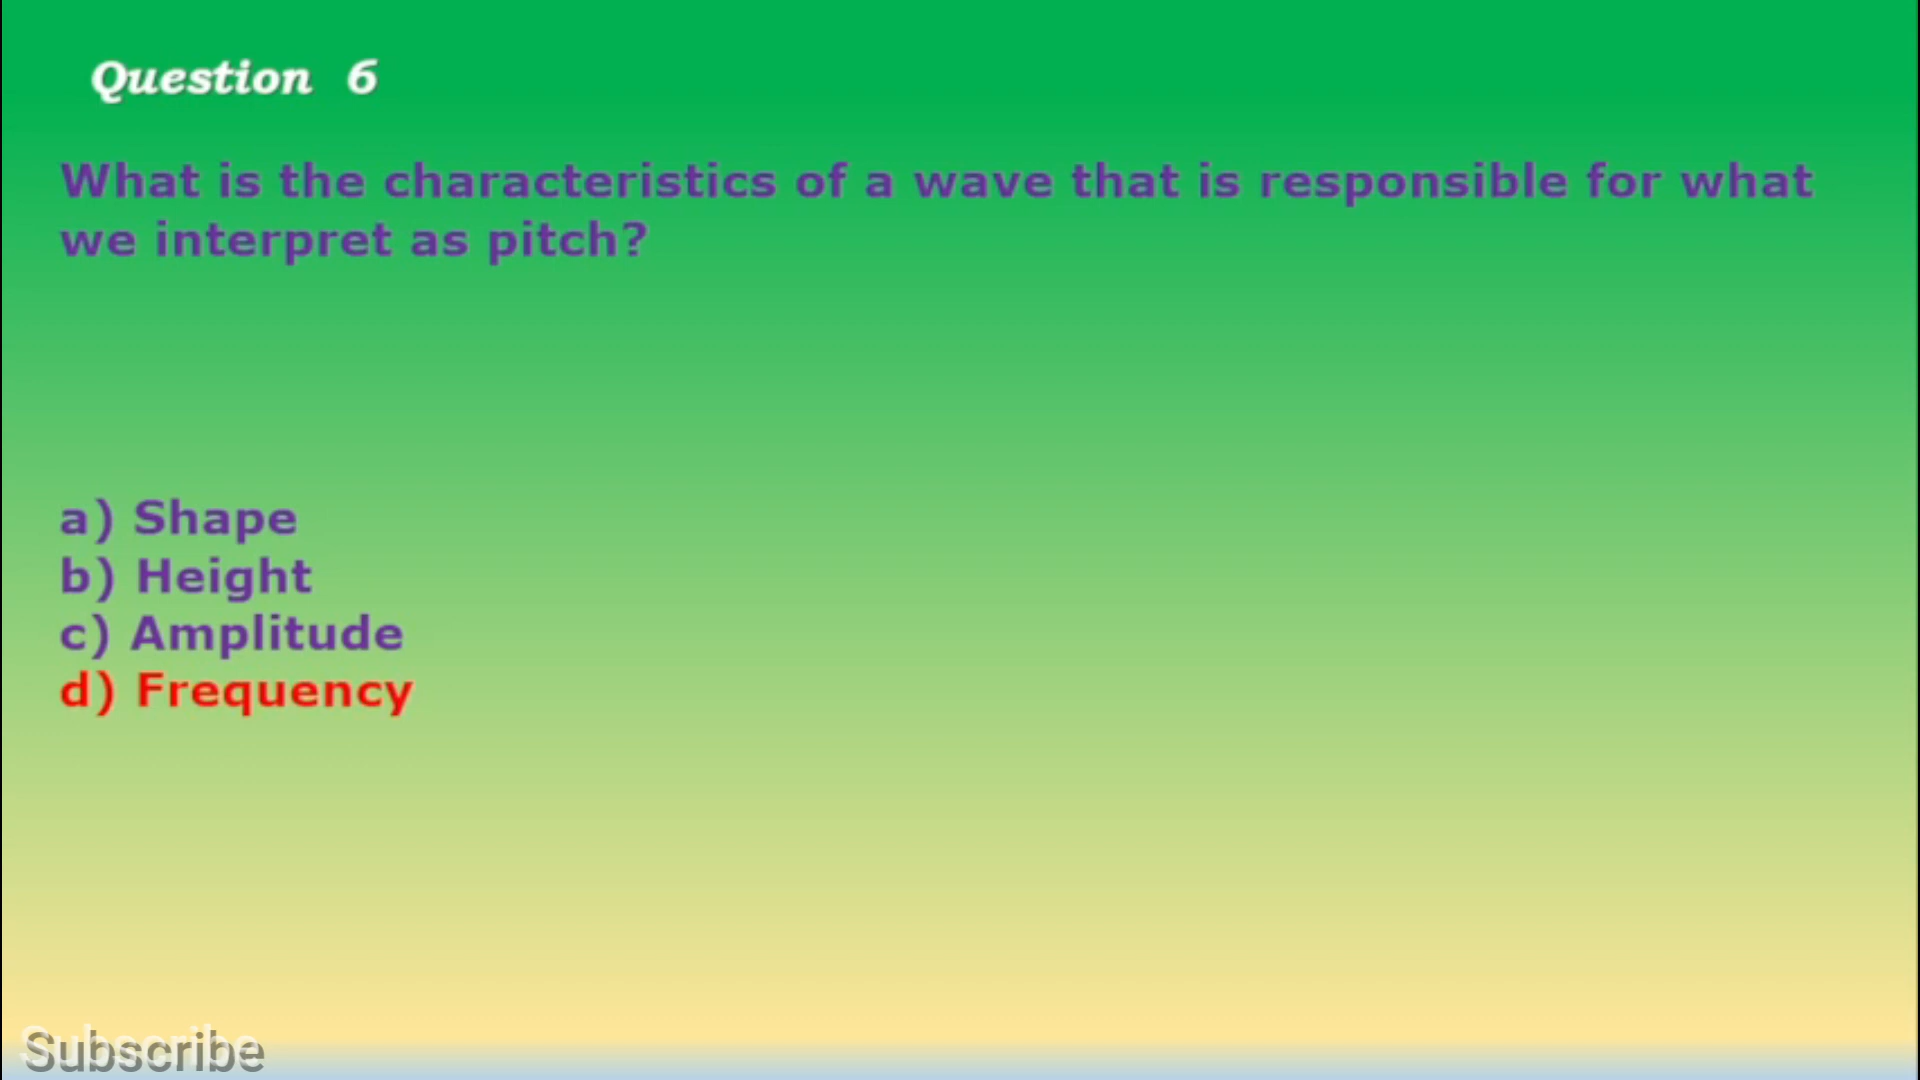 Question 6
What is the characteristics of a wave that is responsible for what
we interpret as pitch?
a) Shape
b) Height
c) Amplitude
d) Frequency
Subscribe